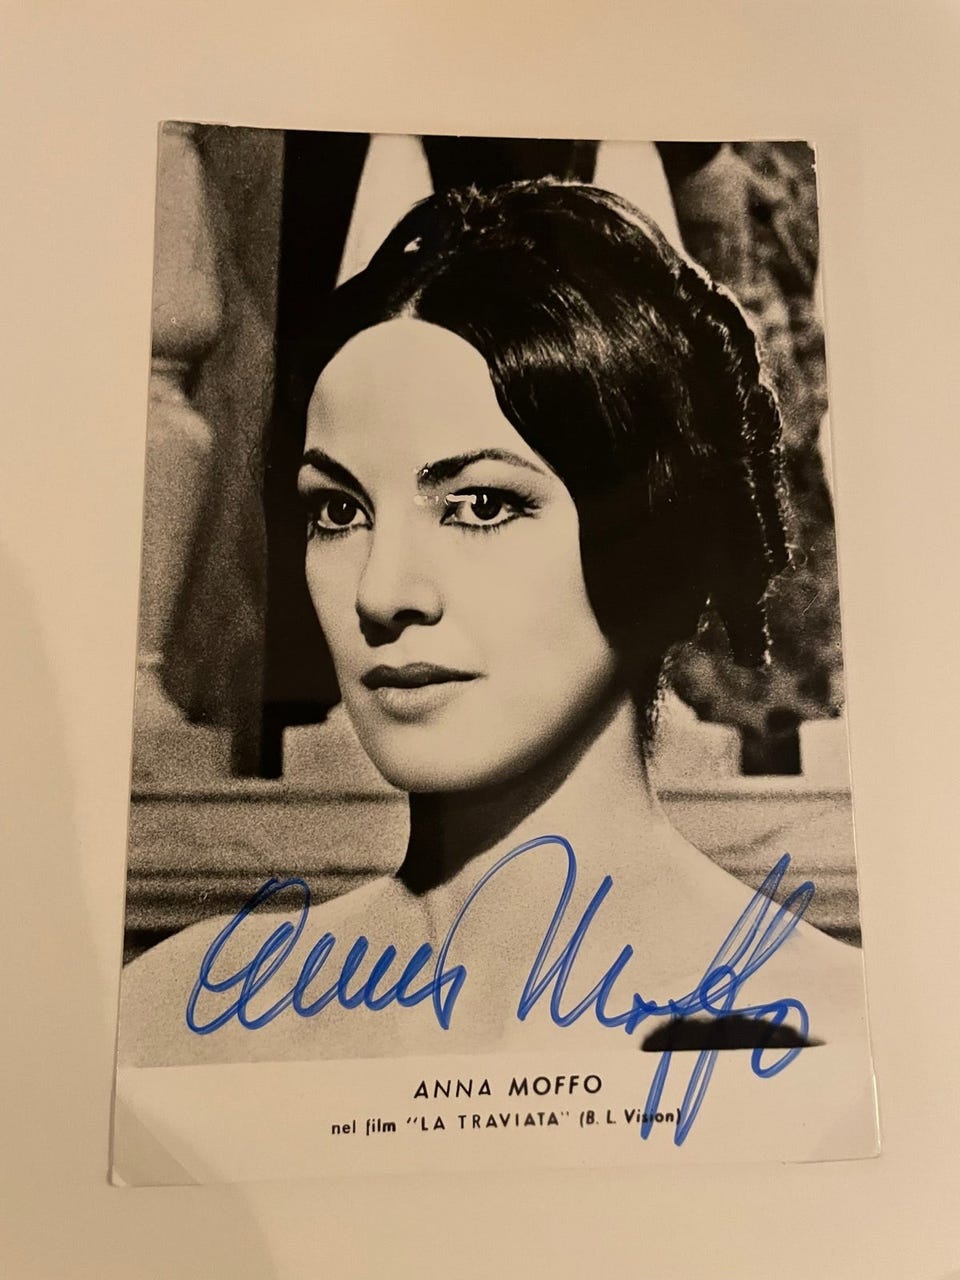 Anna Moffo
ANNA MOFFO
nel film "LA TRAVIATA" (B. L. Vision)